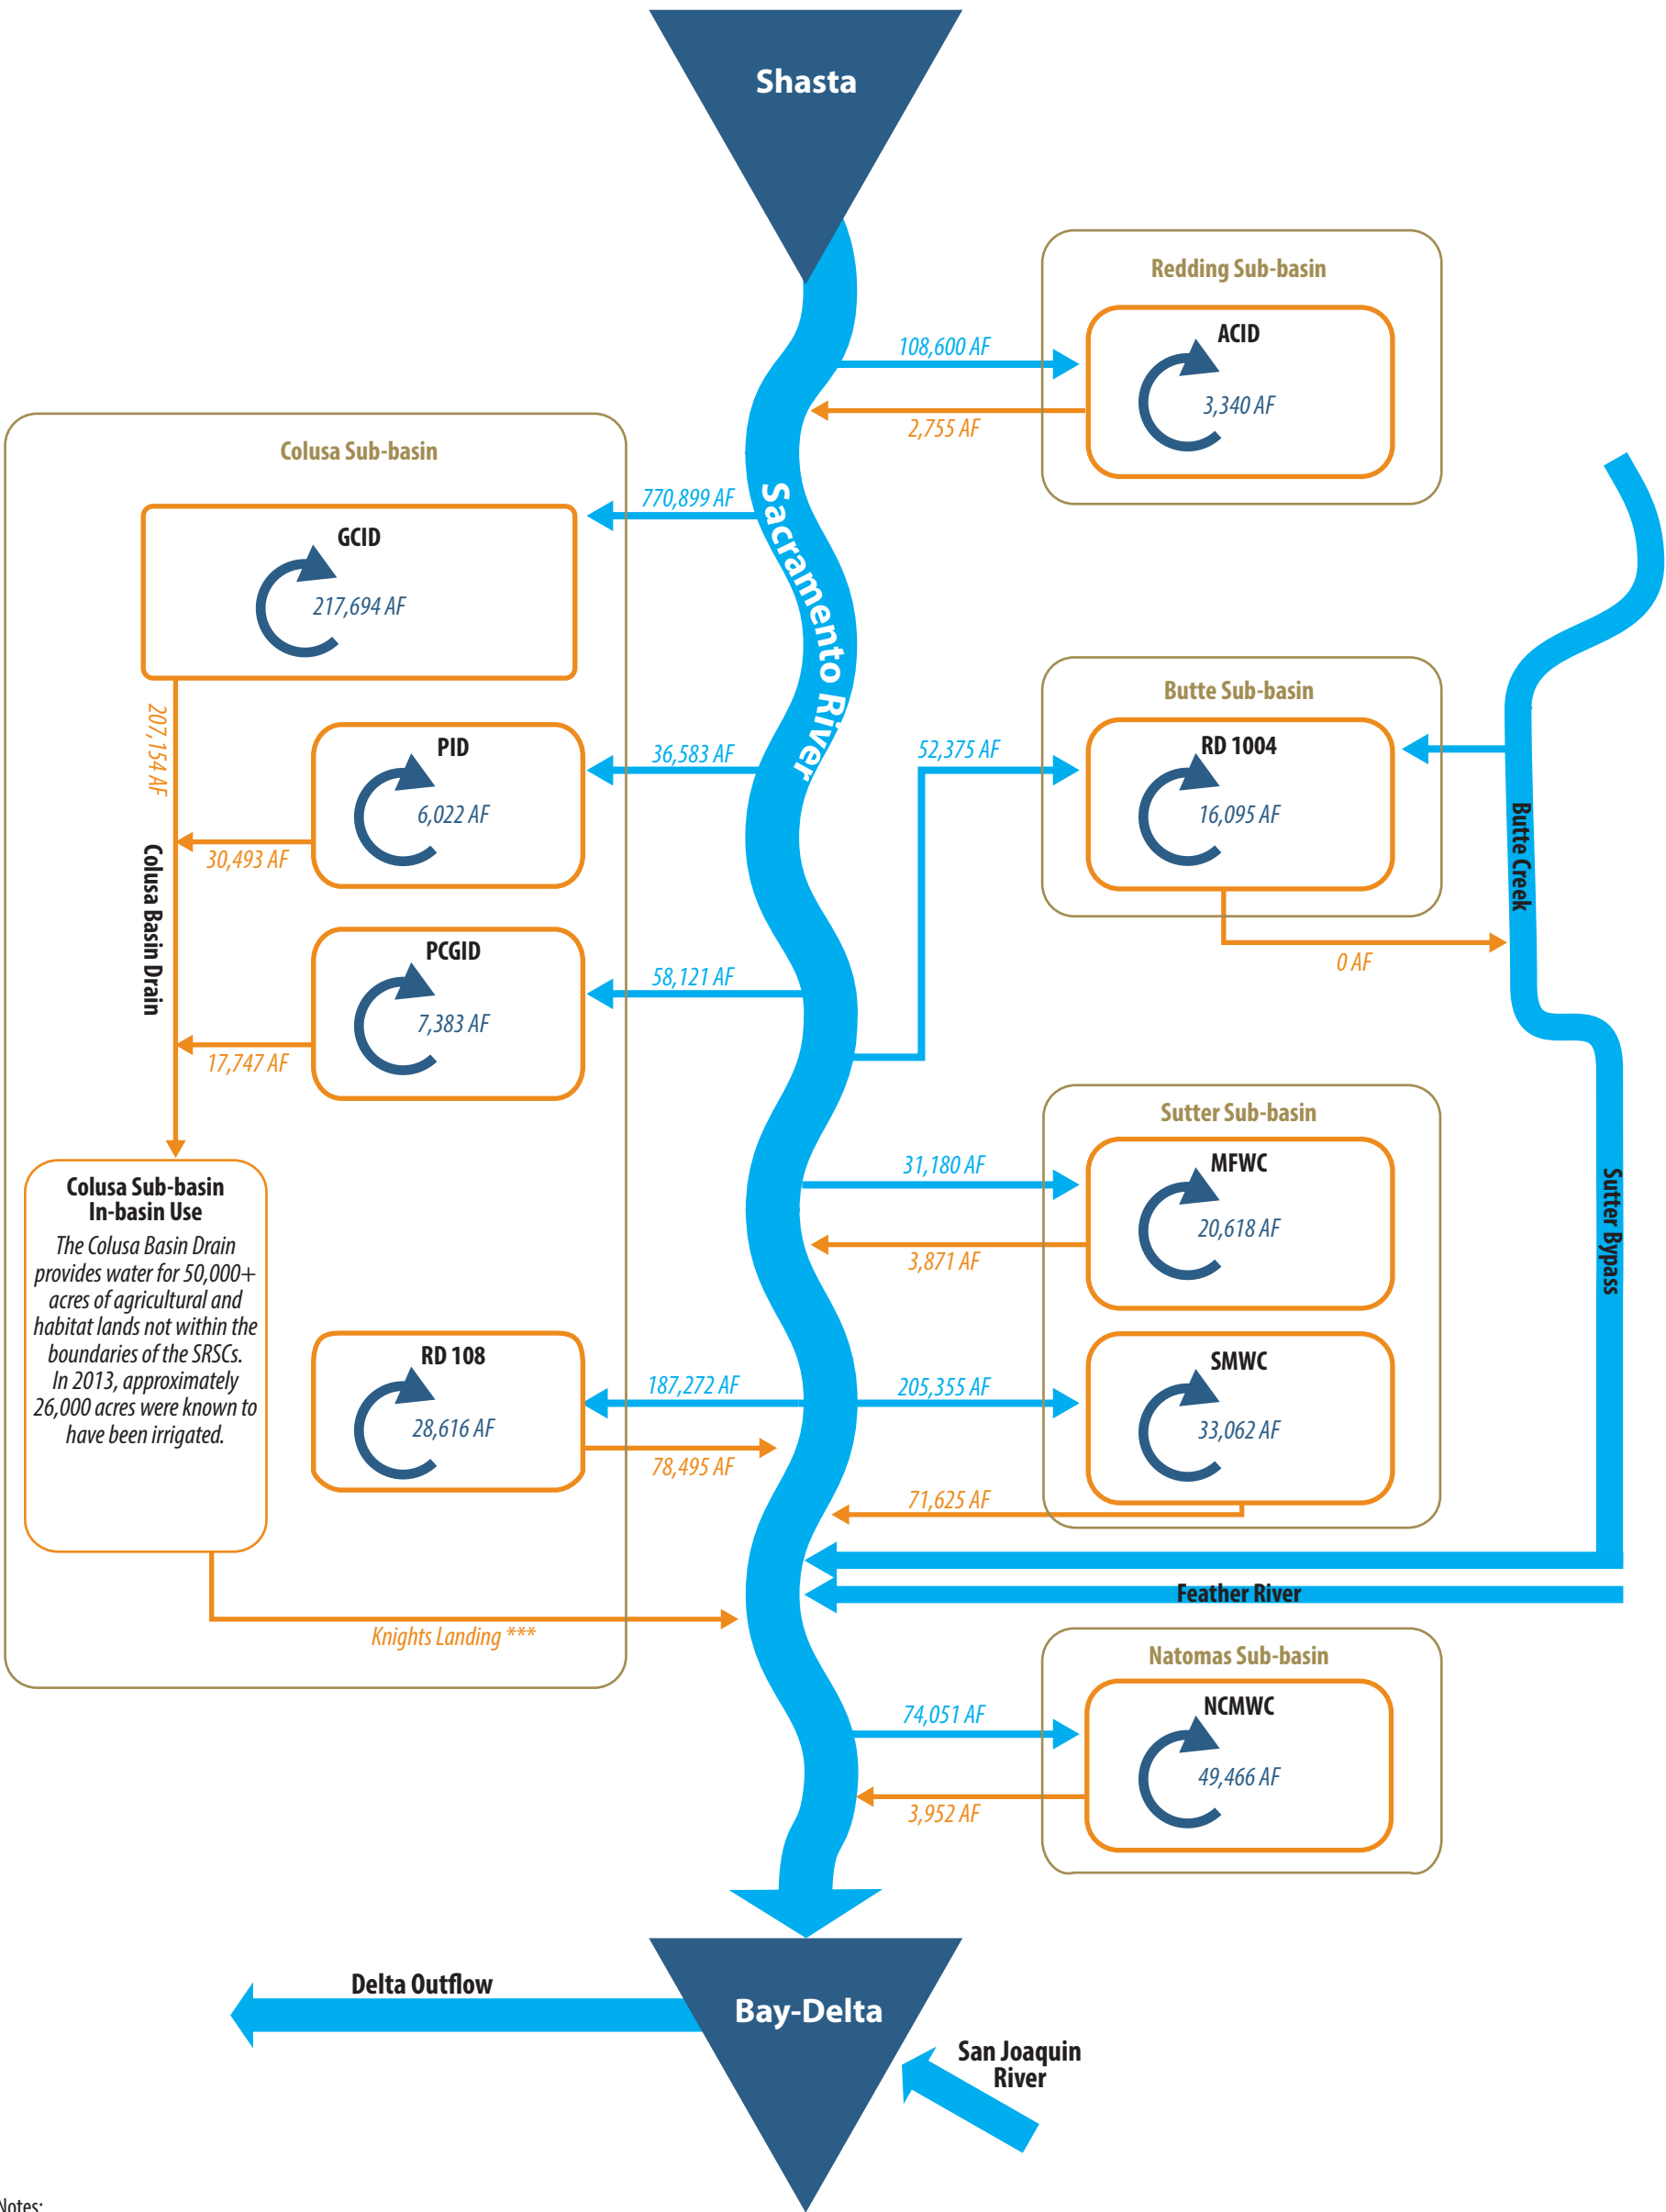 Shasta
Redding Sub-basin
ACID
108,600 AF
3,340 AF
2,755 AF
Colusa Sub-basin
770,899 AF
Sacramento River
GCID
217,694 AF
207,154 AF
PID
36,583 AF
6,022 AF
30,493 AF
Colusa Basin Drain
PCGID
58,121 AF
7,383 AF
17,747 AF
Butte Sub-basin
RD 1004
52,375 AF
16,095 AF
Butte Creek
0 AF
Sutter Sub-basin
MFWC
31,180 AF
20,618 AF
3,871 AF
Sutter Bypass
Colusa Sub-basin
In-basin Use
The Colusa Basin Drain
provides water for 50,000+
acres of agricultural and
habitat lands not within the
boundaries of the SRSCs.
In 2013, approximately
26,000 acres were known to
have been irrigated.
RD 108
187,272 AF
28,616 AF
78,495 AF
SMWC
205,355 AF
33,062 AF
71,625 AF
Feather River
Knights Landing ***
Natomas Sub-basin
NCMWC
74,051 AF
49,466 AF
3,952 AF
Delta Outflow
Bay-Delta
San Joaquin
River
Notes: